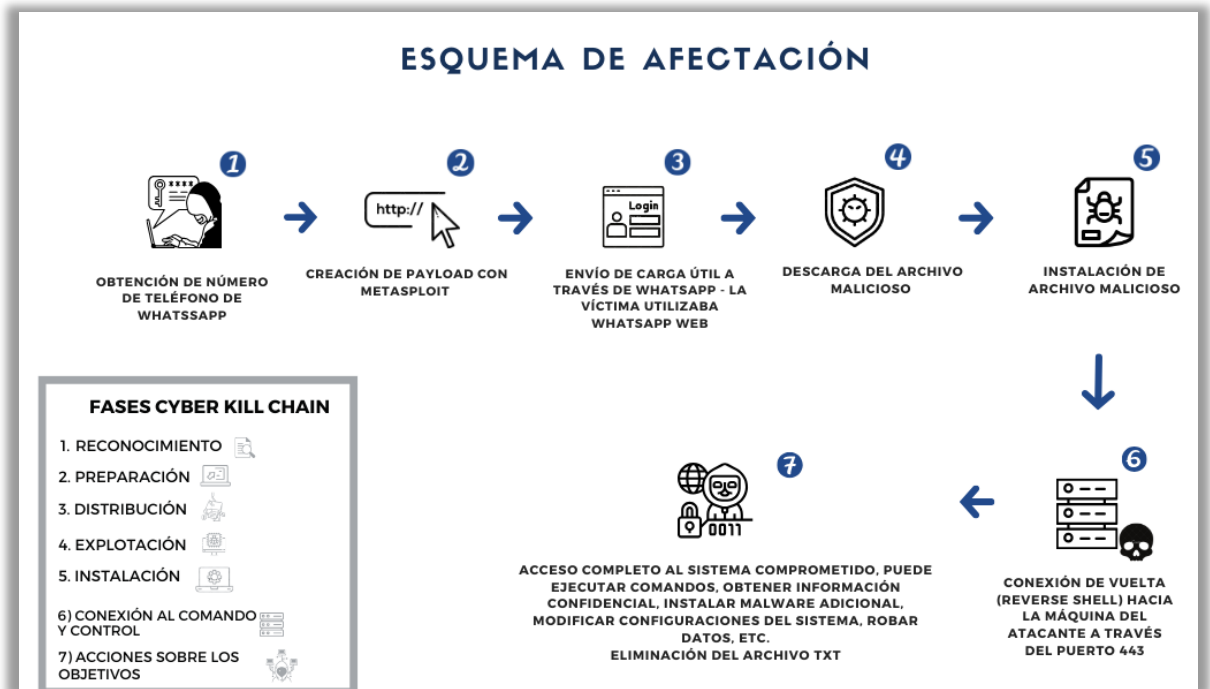 ESQUEMA DE AFECTACIÓN
1
OBTENCIÓN DE NÚMERO
DE TELÉFONO DE
WHATSSAPP
2
http://
CREACIÓN DE PAYLOAD CON
METASPLOIT
3
Login
ENVÍO DE CARGA ÚTIL A
TRAVÉS DE WHATSAPP - LA
VÍCTIMA UTILIZABA
WHATSAPP WEB
4
DESCARGA DEL ARCHIVO
MALICIOSO
5
INSTALACIÓN DE
ARCHIVO MALICIOSO
6
CONEXIÓN DE VUELTA
(REVERSE SHELL) HACIA
LA MÁQUINA DEL
ATACANTE A TRAVÉS
DEL PUERTO 443
7
0011
ACCESO COMPLETO AL SISTEMA COMPROMETIDO, PUEDE
EJECUTAR COMANDOS, OBTENER INFORMACIÓN
CONFIDENCIAL, INSTALAR MALWARE ADICIONAL,
MODIFICAR CONFIGURACIONES DEL SISTEMA, ROBAR
DATOS, ETC.
ELIMINACIÓN DEL ARCHIVO TXT
FASES CYBER KILL CHAIN
1. RECONOCIMIENTO
2. PREPARACIÓN
3. DISTRIBUCIÓN
4. EXPLOTACIÓN
5. INSTALACIÓN
6) CONEXIÓN AL COMANDO
Y CONTROL
7) ACCIONES SOBRE LOS
OBJETIVOS